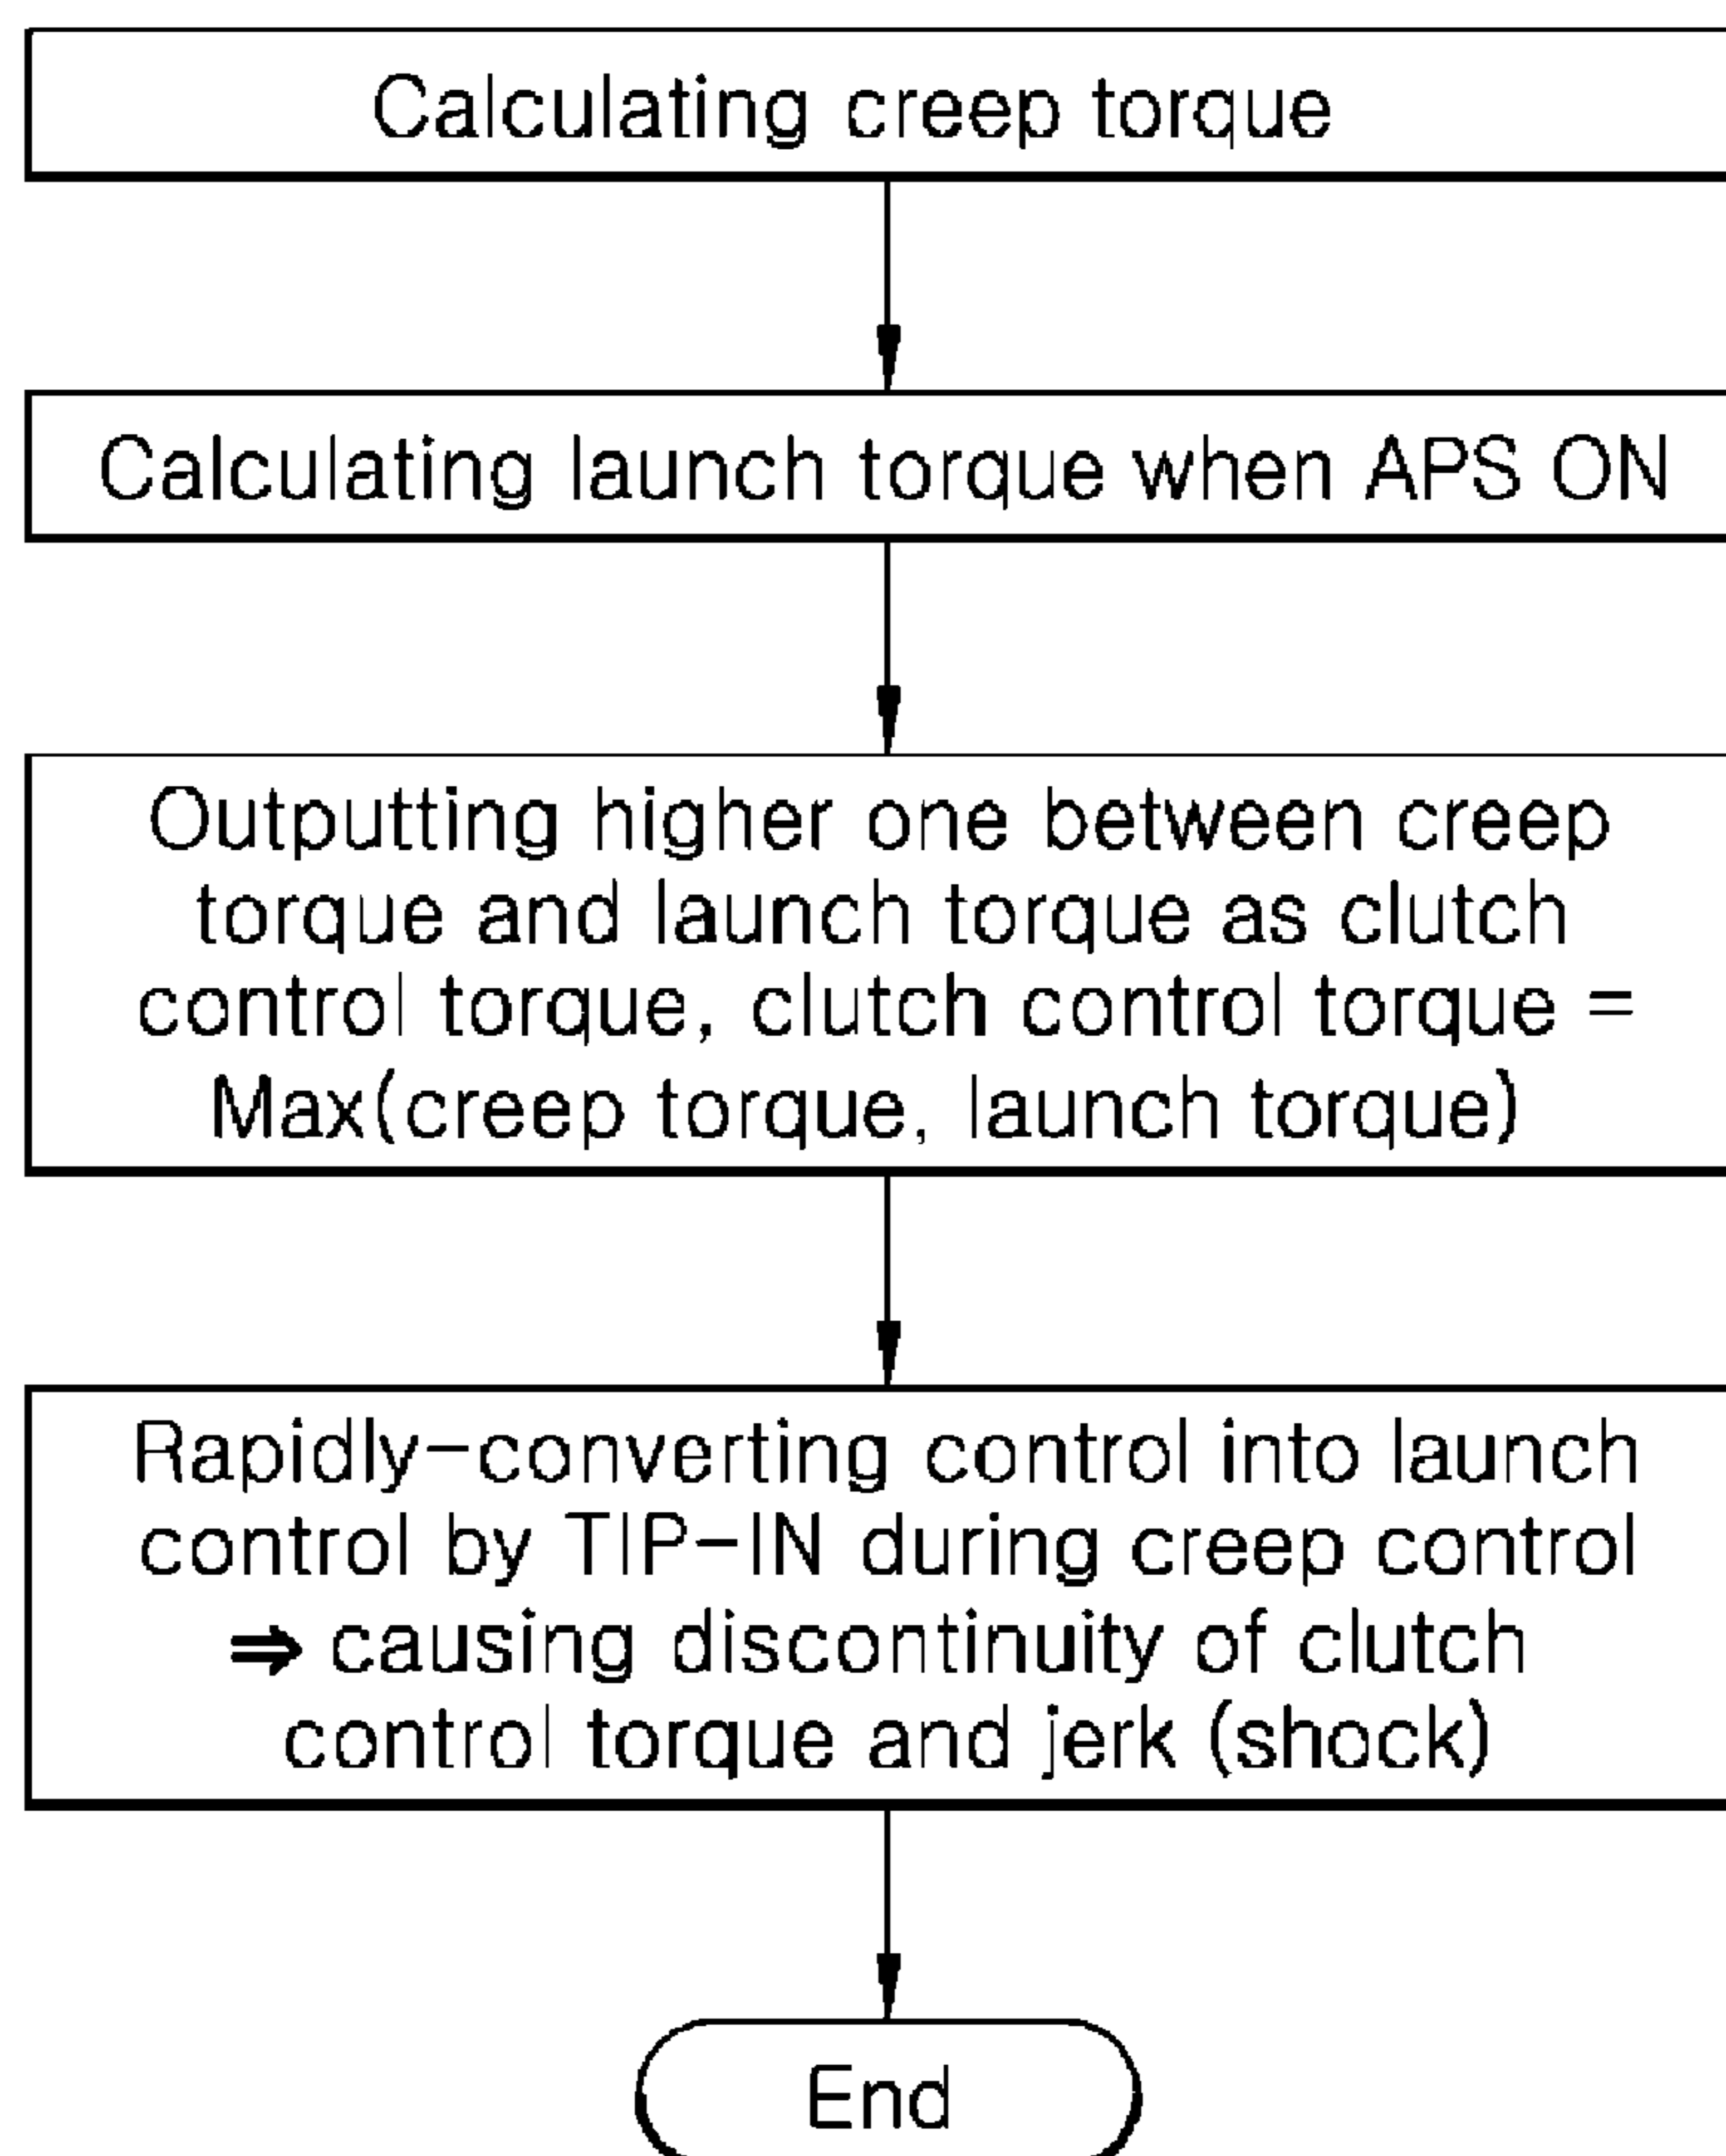 Calculating creep torque
Calculating launch torque when APS ON
Outputting higher one between creep
torque and launch torque as clutch
control torque, clutch control torque =
Max(creep torque, launch torque)
Rapidly-converting control into launch
control by TIP-IN during creep control
⇒ causing discontinuity of clutch
control torque and jerk (shock)
End